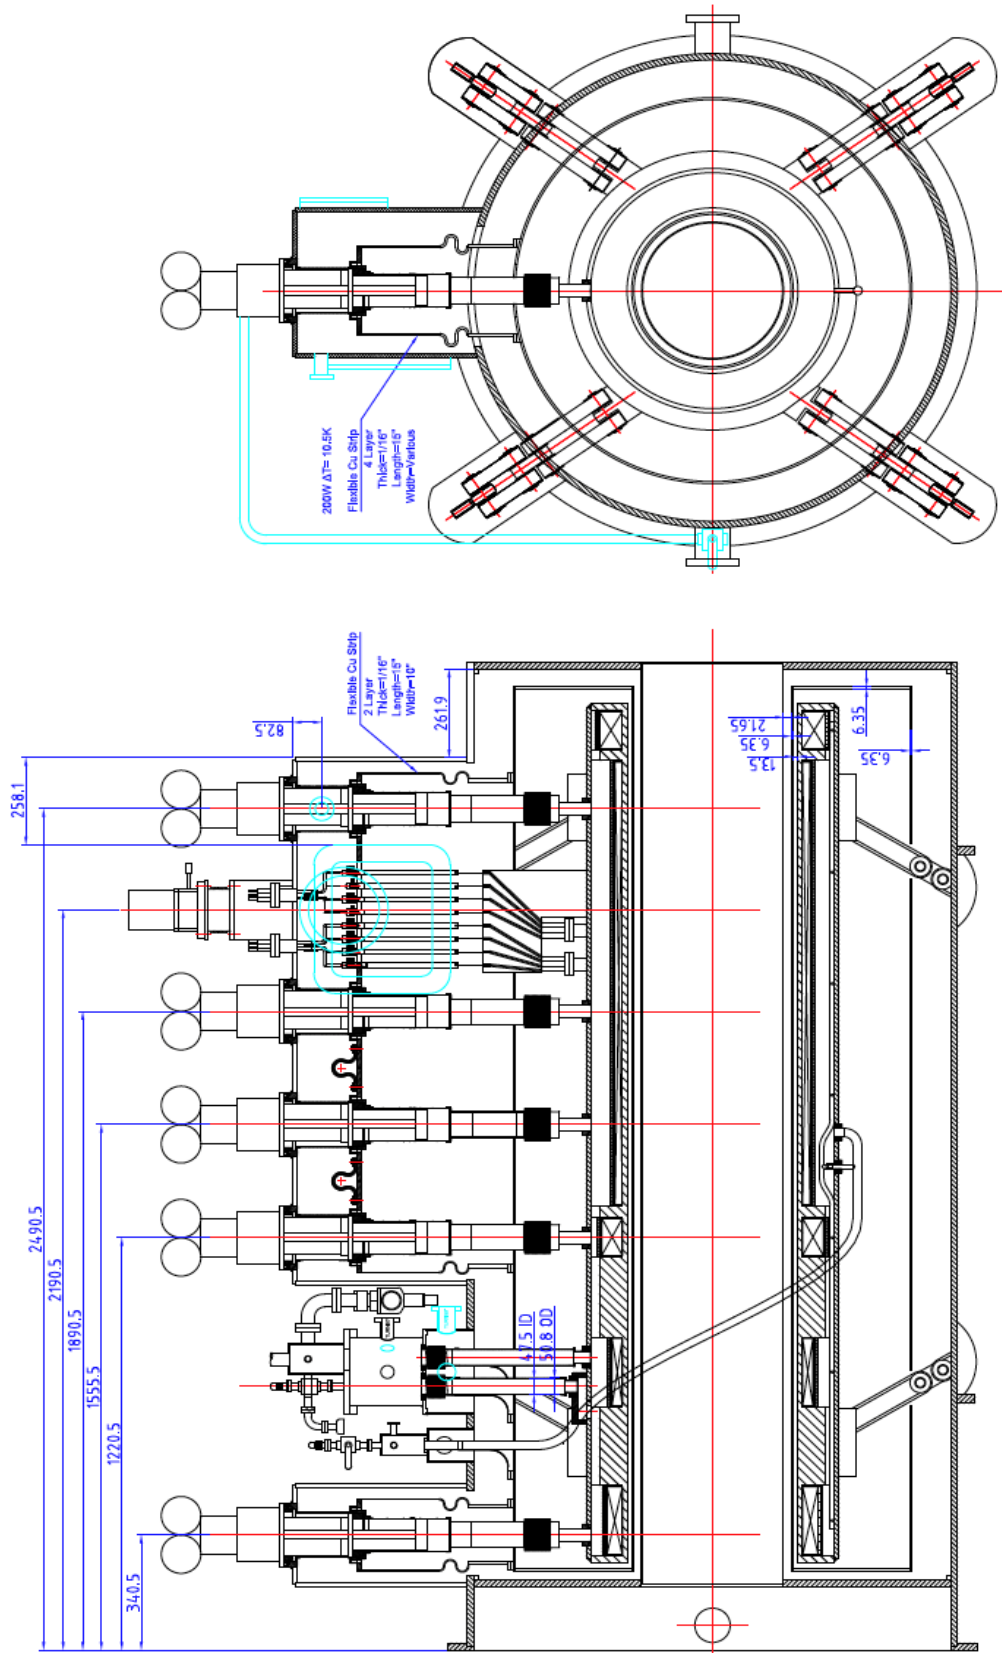 200W ΔT= 10.5K
Flexible Cu Strip
4 Layer
Thick=1/16"
Length=15"
Width=Various
Flexible Cu Strip
2 Layer
Thick=1/16"
Length=15"
Width=10"
261.9
82.5
258.1
21.65
6.35
13.5
6.35
6.35
2490.5
2190.5
1890.5
1555.5
1220.5
340.5
47.5 ID
50.8 OD